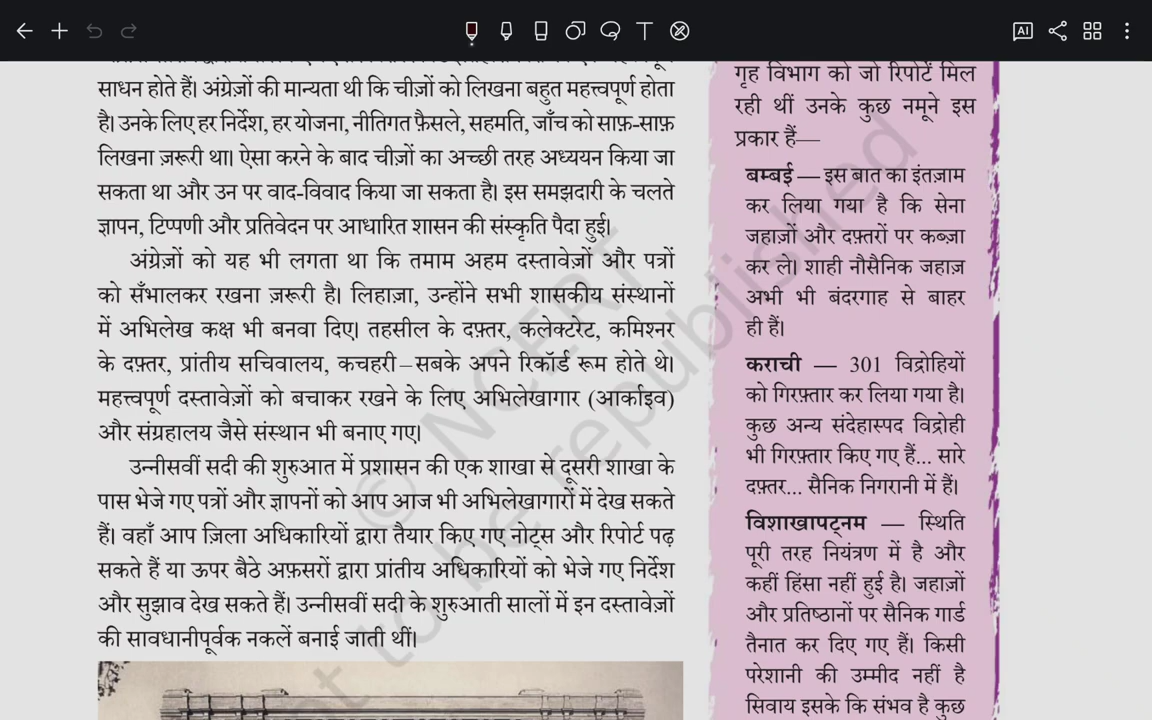 साधन होते हैं। अंग्रेज़ों की मान्यता थी कि चीज़ों को लिखना बहुत महत्त्वपूर्ण होता
है। उनके लिए हर निर्देश, हर योजना, नीतिगत फ़ैसले, सहमति, जाँच को साफ़-साफ़
लिखना ज़रूरी था। ऐसा करने के बाद चीज़ों का अच्छी तरह अध्ययन किया जा
सकता था और उन पर वाद-विवाद किया जा सकता है। इस समझदारी के चलते
ज्ञापन, टिप्पणी और प्रतिवेदन पर आधारित शासन की संस्कृति पैदा हुई।
अंग्रेज़ों को यह भी लगता था कि तमाम अहम दस्तावेज़ों और पत्रों
को सँभालकर रखना ज़रूरी है। लिहाज़ा, उन्होंने सभी शासकीय संस्थानों
में अभिलेख कक्ष भी बनवा दिए। तहसील के दफ़्तर, कलेक्टरेट, कमिश्नर
के दफ़्तर, प्रांतीय सचिवालय, कचहरी – सबके अपने रिकॉर्ड रूम होते थे।
महत्त्वपूर्ण दस्तावेज़ों को बचाकर रखने के लिए अभिलेखागार (आर्काइव)
और संग्रहालय जैसे संस्थान भी बनाए गए।
उन्नीसवीं सदी की शुरुआत में प्रशासन की एक शाखा से दूसरी शाखा के
पास भेजे गए पत्रों और ज्ञापनों को आप आज भी अभिलेखागारों में देख सकते
हैं। वहाँ आप ज़िला अधिकारियों द्वारा तैयार किए गए नोट्स और रिपोर्ट पढ़
सकते हैं या ऊपर बैठे अफ़सरों द्वारा प्रांतीय अधिकारियों को भेजे गए निर्देश
और सुझाव देख सकते हैं। उन्नीसवीं सदी के शुरुआती सालों में इन दस्तावेज़ों
की सावधानीपूर्वक नकलें बनाई जाती थीं।
गृह विभाग को जो रिपोर्टें मिल
रही थीं उनके कुछ नमूने इस
प्रकार हैं—
बम्बई — इस बात का इंतज़ाम
कर लिया गया है कि सेना
जहाज़ों और दफ़्तरों पर कब्ज़ा
कर ले। शाही नौसैनिक जहाज़
अभी भी बंदरगाह से बाहर
ही हैं।
कराची — 301 विद्रोहियों
को गिरफ़्तार कर लिया गया है।
कुछ अन्य संदेहास्पद विद्रोही
भी गिरफ़्तार किए गए हैं... सारे
दफ़्तर... सैनिक निगरानी में हैं।
विशाखापट्नम — स्थिति
पूरी तरह नियंत्रण में है और
कहीं हिंसा नहीं हुई है। जहाज़ों
और प्रतिष्ठानों पर सैनिक गार्ड
तैनात कर दिए गए हैं। किसी
परेशानी की उम्मीद नहीं है
सिवाय इसके कि संभव है कुछ
© NCERT
not to be republished
AI
T